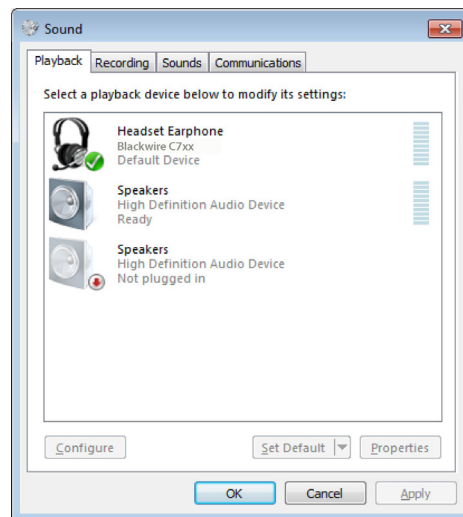 Sound
Playback Recording Sounds Communications
Select a playback device below to modify its settings:
Headset Earphone
Blackwire C7xx
Default Device
Speakers
High Definition Audio Device
Ready
Speakers
High Definition Audio Device
Not plugged in
Configure Set Default Properties
OK Cancel Apply